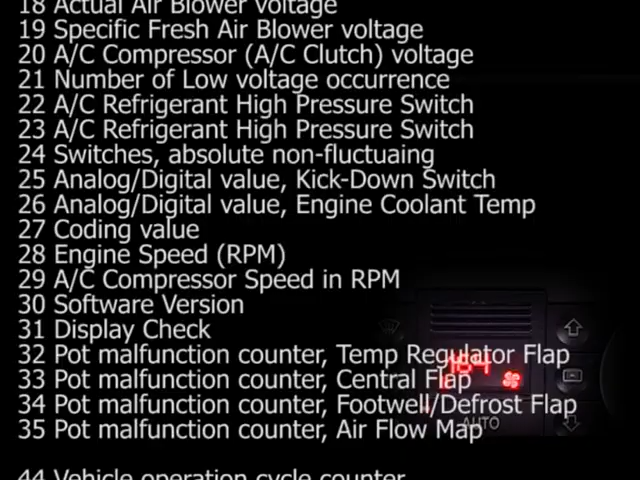 18 Actual Air Blower voltage
19 Specific Fresh Air Blower voltage
20 A/C Compressor (A/C Clutch) voltage
21 Number of Low voltage occurrence
22 A/C Refrigerant High Pressure Switch
23 A/C Refrigerant High Pressure Switch
24 Switches, absolute non-fluctuaing
25 Analog/Digital value, Kick-Down Switch
26 Analog/Digital value, Engine Coolant Temp
27 Coding value
28 Engine Speed (RPM)
29 A/C Compressor Speed in RPM
30 Software Version
31 Display Check
32 Pot malfunction counter, Temp Regulator Flap
33 Pot malfunction counter, Central Flap
34 Pot malfunction counter, Footwell/Defrost Flap
35 Pot malfunction counter, Air Flow Map
AUTO
44 Vehicle operation cycle counter